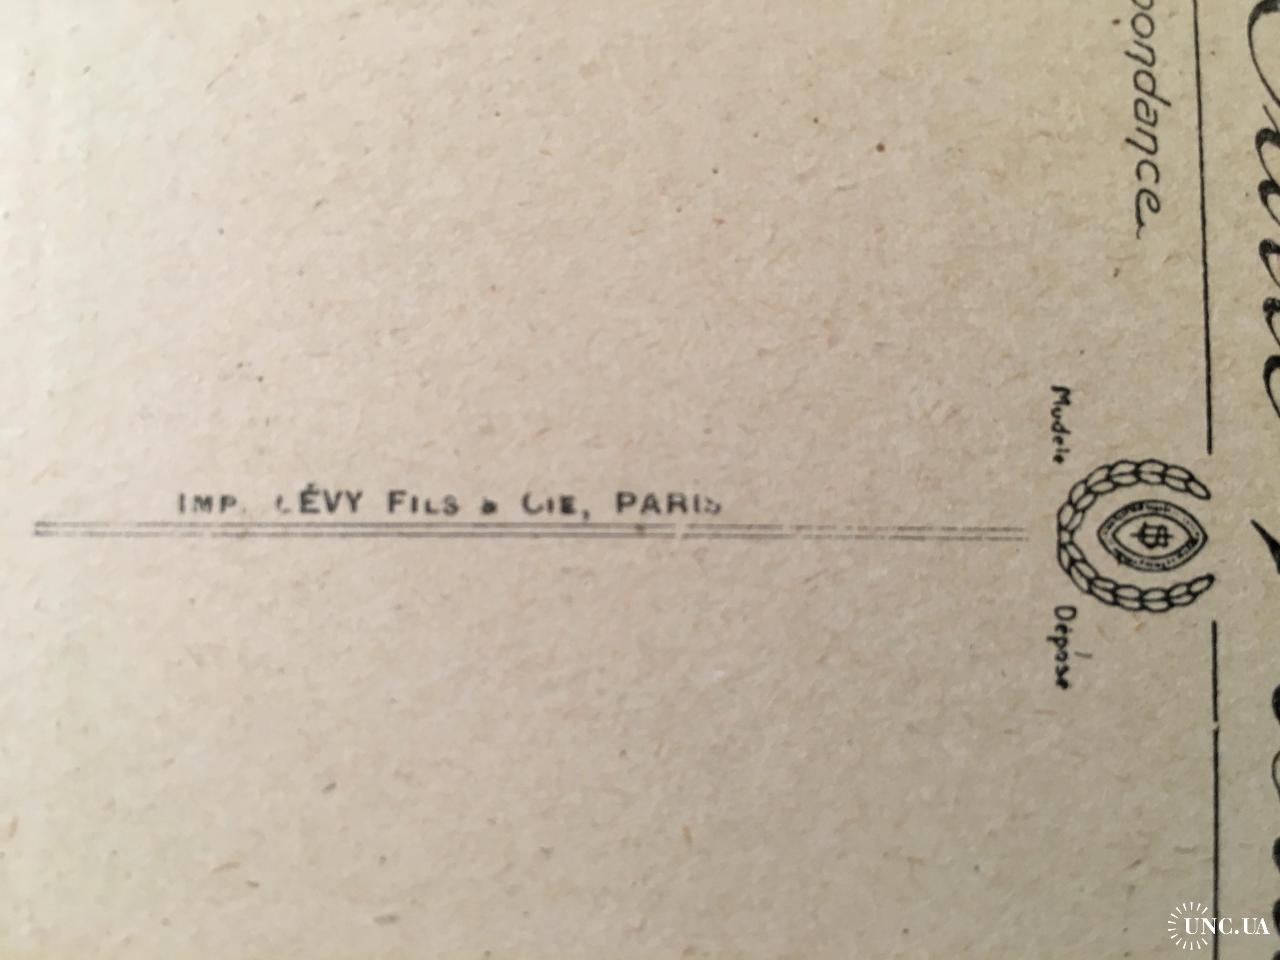 pondance
Modèle
Déposé
IMP. LÉVY FILS & CIE, PARIS
UNC.UA